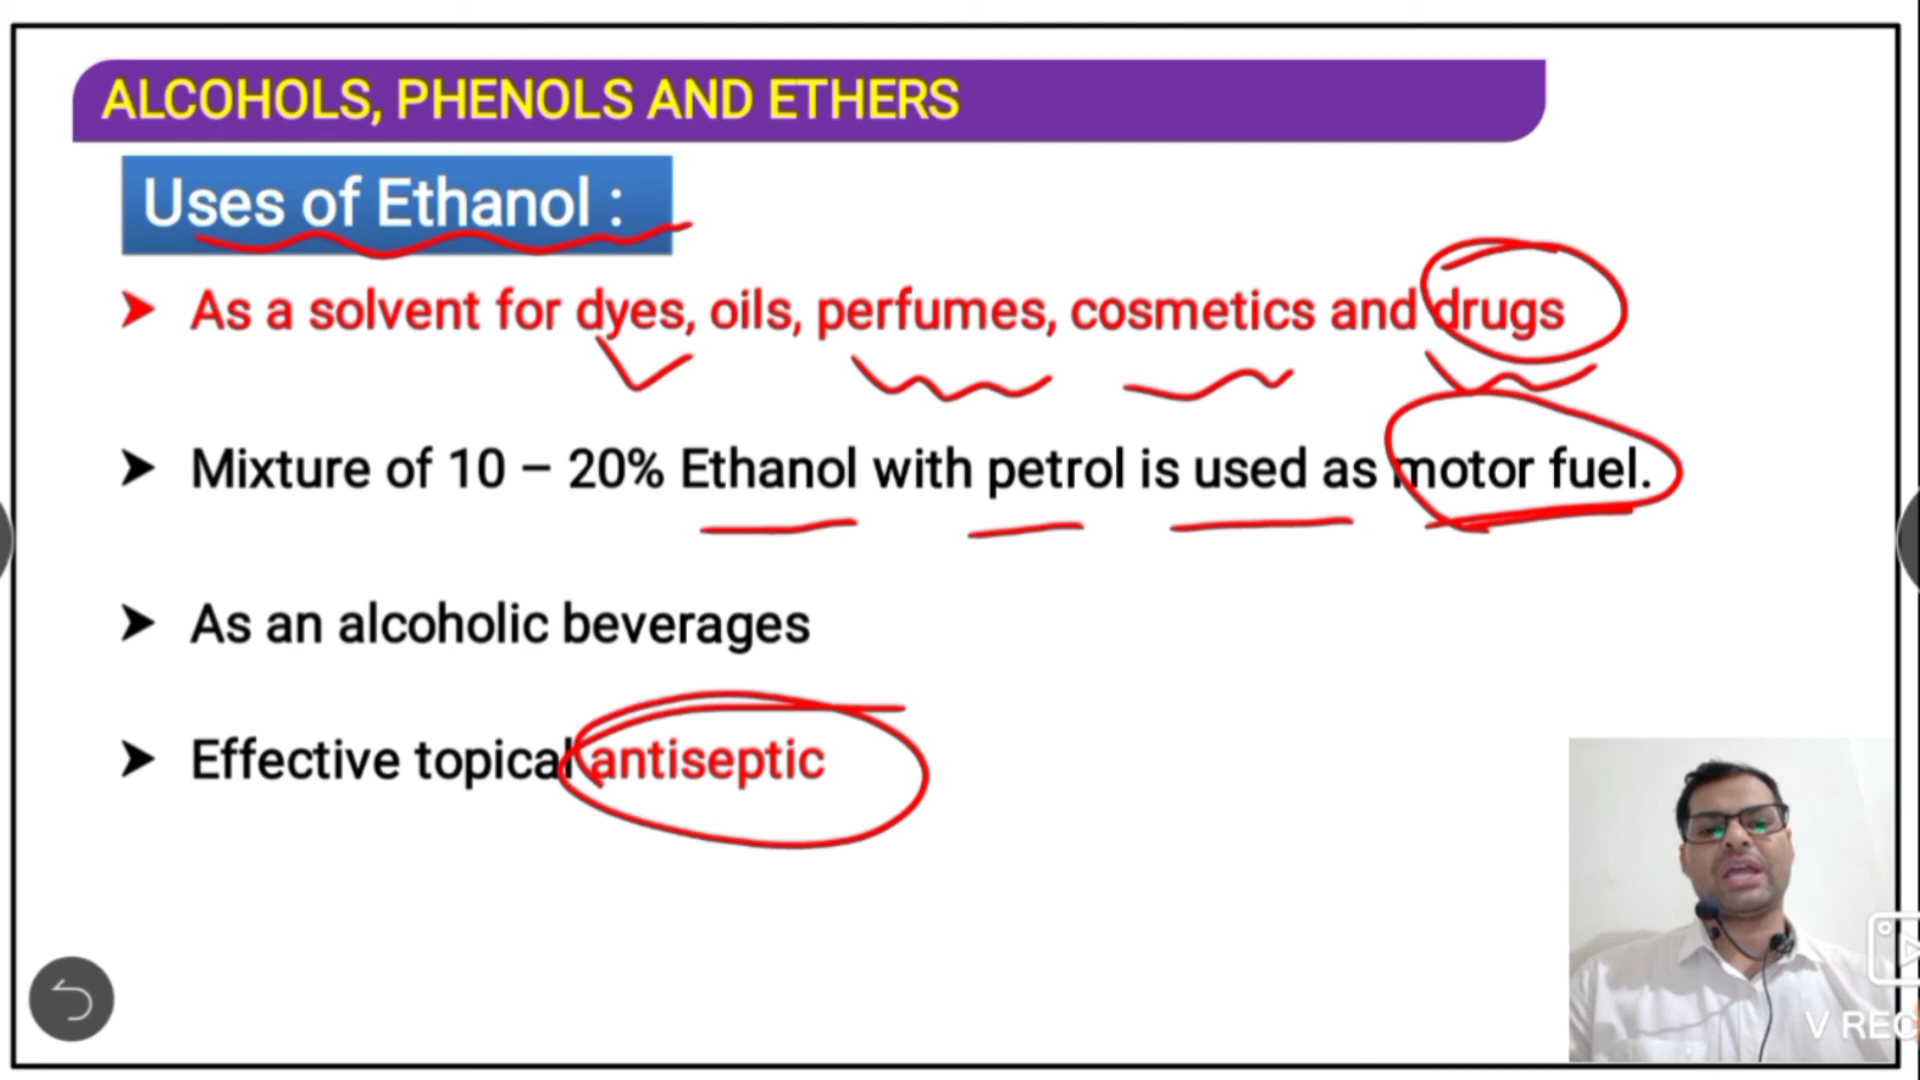 ALCOHOLS, PHENOLS AND ETHERS
Uses of Ethanol :
As a solvent for dyes, oils, perfumes, cosmetics and drugs
Mixture of 10 – 20% Ethanol with petrol is used as motor fuel.
As an alcoholic beverages
Effective topical antiseptic
V REC